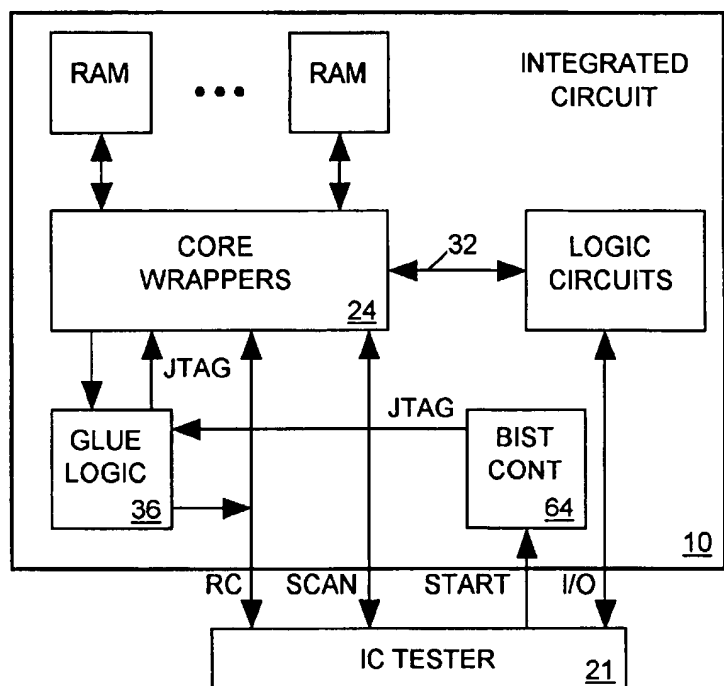 RAM
RAM
INTEGRATED
CIRCUIT
CORE
WRAPPERS
24
32
LOGIC
CIRCUITS
JTAG
JTAG
GLUE
LOGIC
36
BIST
CONT
64
10
RC
SCAN
START
I/O
IC TESTER
21